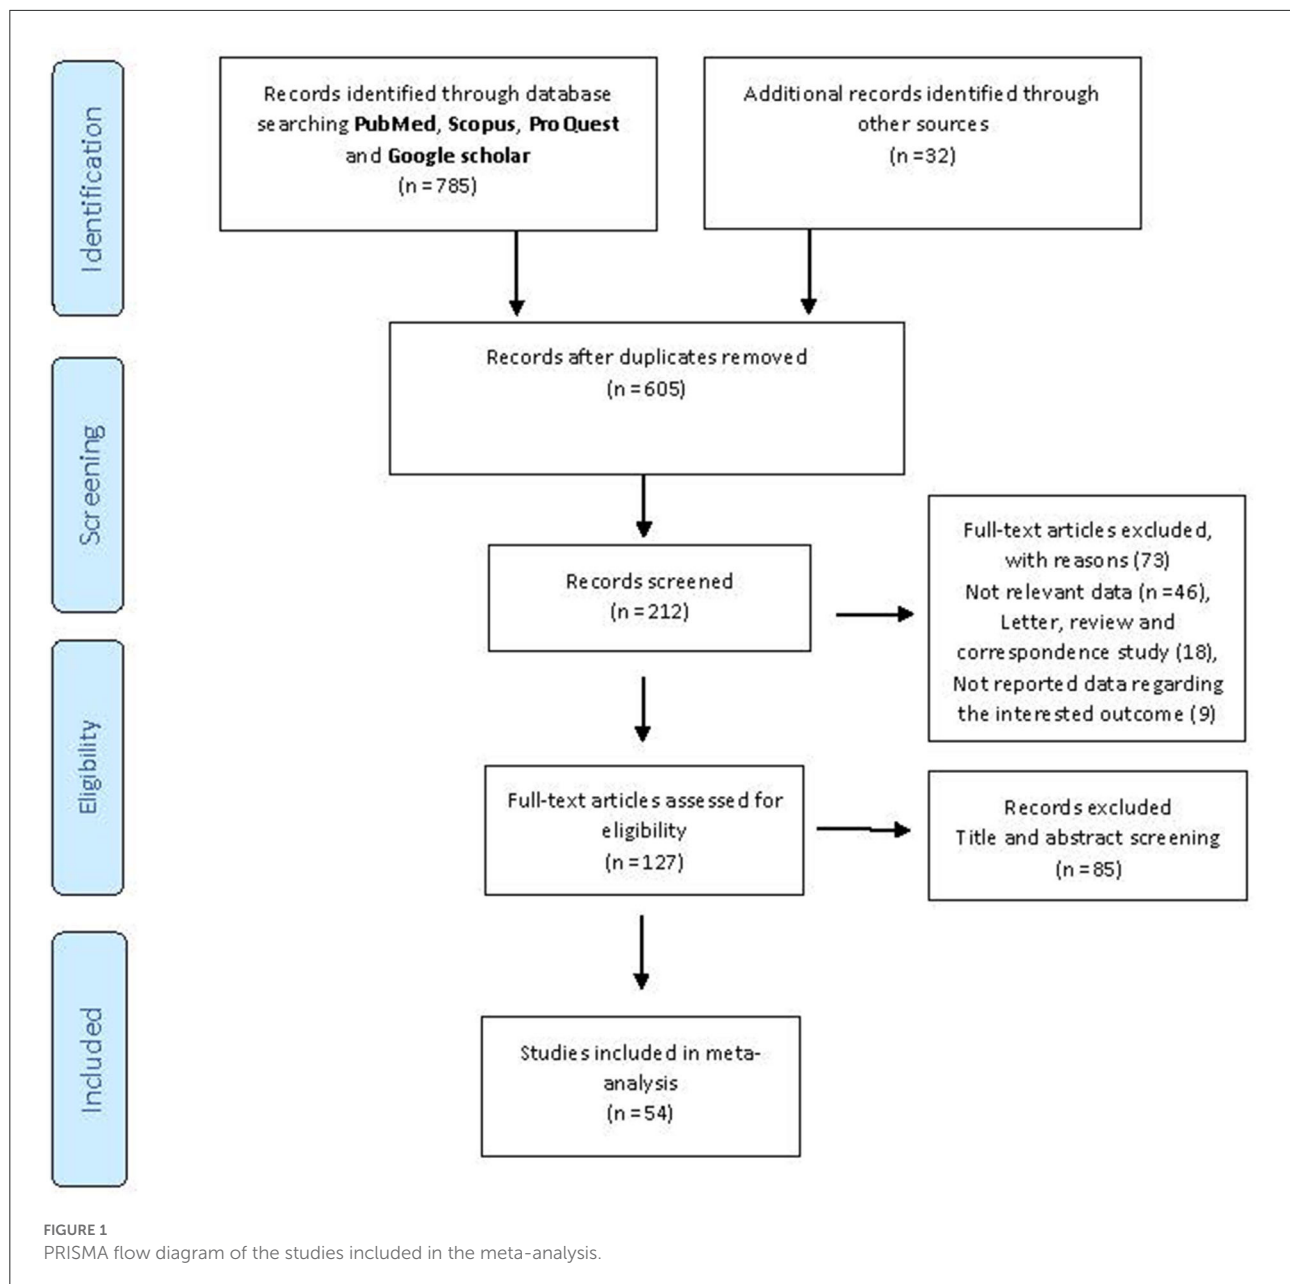 Identification
Records identified through database
searching PubMed, Scopus, ProQuest
and Google scholar
(n =785)
Additional records identified through
other sources
(n =32)
Records after duplicates removed
(n =605)
Screening
Records screened
(n =212)
Full-text articles excluded,
with reasons (73)
Not relevant data (n =46),
Letter, review and
correspondence study (18),
Not reported data regarding
the interested outcome (9)
Eligibility
Full-text articles assessed for
eligibility
(n =127)
Records excluded
Title and abstract screening
(n =85)
Included
Studies included in meta-
analysis
(n =54)
FIGURE 1
PRISMA flow diagram of the studies included in the meta-analysis.